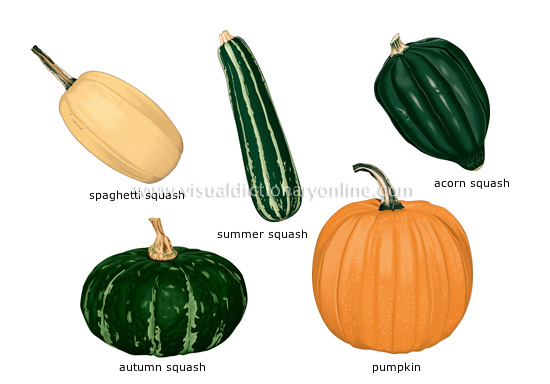 spaghetti squash
www.visualdictionaryonline.com
acorn squash
summer squash
autumn squash
pumpkin